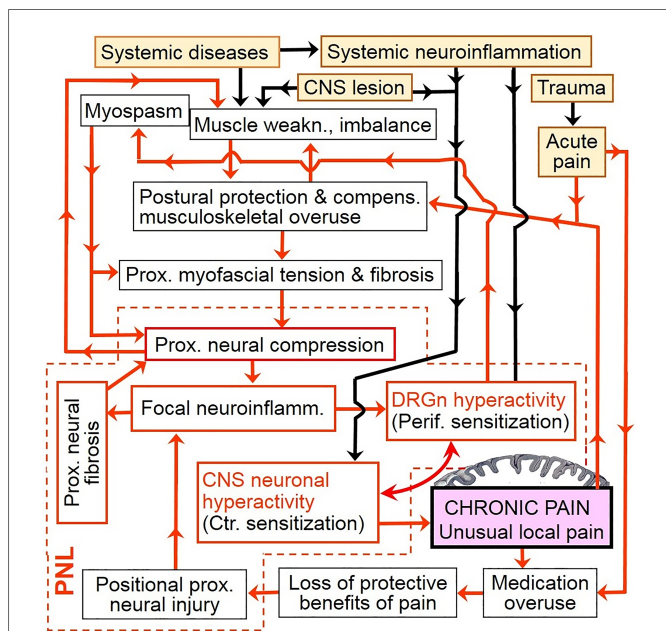 Systemic diseases
Systemic neuroinflammation
CNS lesion
Trauma
Myospasm
Muscle weakn., imbalance
Acute
pain
Postural protection & compens.
musculoskeletal overuse
Prox. myofascial tension & fibrosis
Prox. neural compression
Prox. neural
fibrosis
Focal neuroinflamm.
DRGn hyperactivity
(Perif. sensitization)
CNS neuronal
hyperactivity
(Ctr. sensitization)
CHRONIC PAIN
Unusual local pain
PNL
Positional prox.
neural injury
Loss of protective
benefits of pain
Medication
overuse